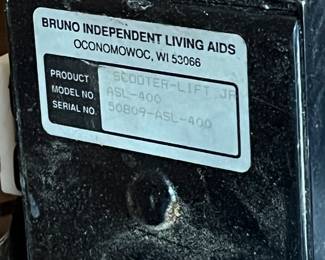 BRUNO INDEPENDENT LIVING AIDS
OCONOMOWOC, WI 53066
PRODUCT SCOOTER-LIFT JR
MODEL NO. ASL-400
SERIAL NO. 50809-ASL-400